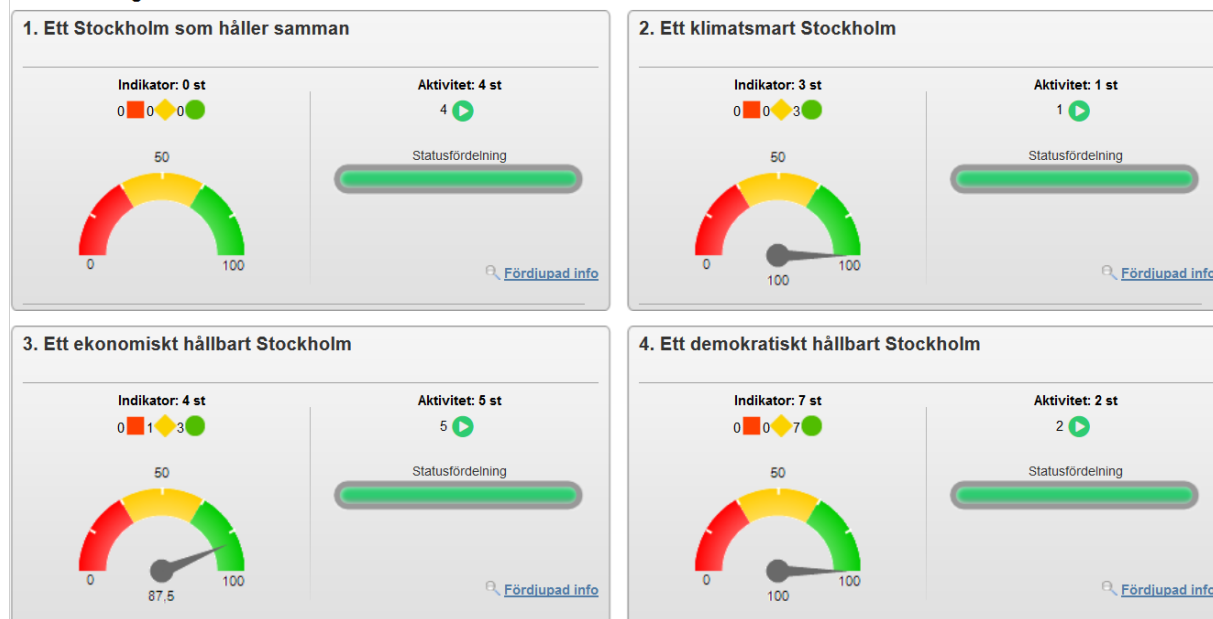 1. Ett Stockholm som håller samman
Indikator: 0 st
0 0 0
50
0 100
Aktivitet: 4 st
4
Statusfördelning
Fördjupad info
2. Ett klimatsmart Stockholm
Indikator: 3 st
0 0 3
50
0 100
100
Aktivitet: 1 st
1
Statusfördelning
Fördjupad info
3. Ett ekonomiskt hållbart Stockholm
Indikator: 4 st
0 1 3
50
0 100
87,5
Aktivitet: 5 st
5
Statusfördelning
Fördjupad info
4. Ett demokratiskt hållbart Stockholm
Indikator: 7 st
0 0 7
50
0 100
100
Aktivitet: 2 st
2
Statusfördelning
Fördjupad info